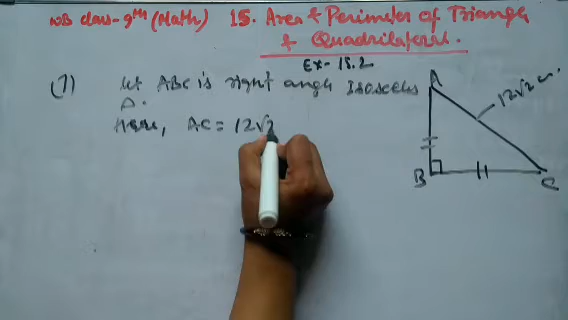 WB class-9th (Math) 15. Area & Perimeter of Triangle
& Quadrilateral.
Ex-15.2
(7) Let ABC is right angle Isosceles
Δ.
Here, AC = 12√2
A
12√2 cm.
B
C